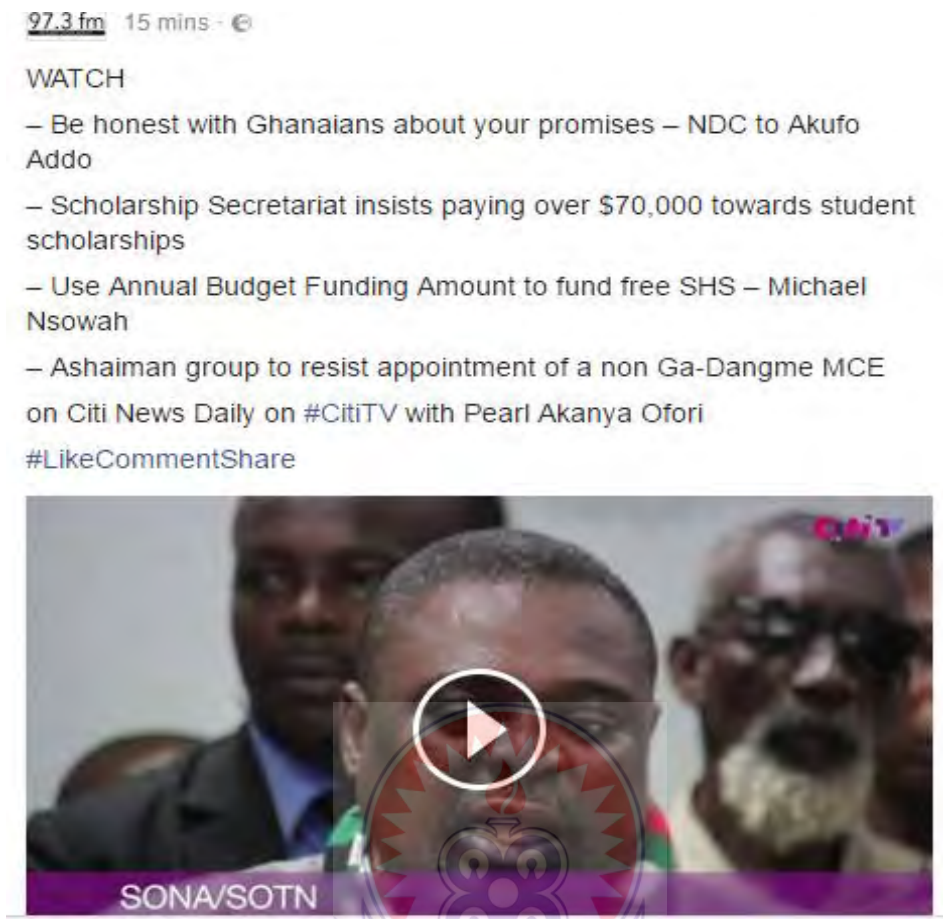 97.3 fm 15 mins ·
WATCH
– Be honest with Ghanaians about your promises – NDC to Akufo
Addo
– Scholarship Secretariat insists paying over $70,000 towards student
scholarships
– Use Annual Budget Funding Amount to fund free SHS – Michael
Nsowah
– Ashaiman group to resist appointment of a non Ga-Dangme MCE
on Citi News Daily on #CitiTV with Pearl Akanya Ofori
#LikeCommentShare
CitiTV
SONA/SOTN